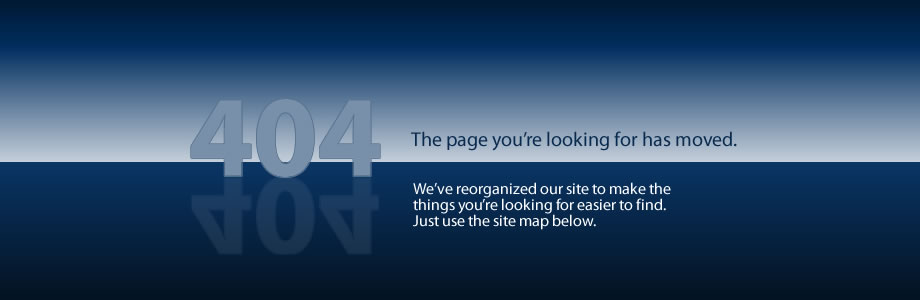 404
The page you're looking for has moved.
We've reorganized our site to make the
things you're looking for easier to find.
Just use the site map below.